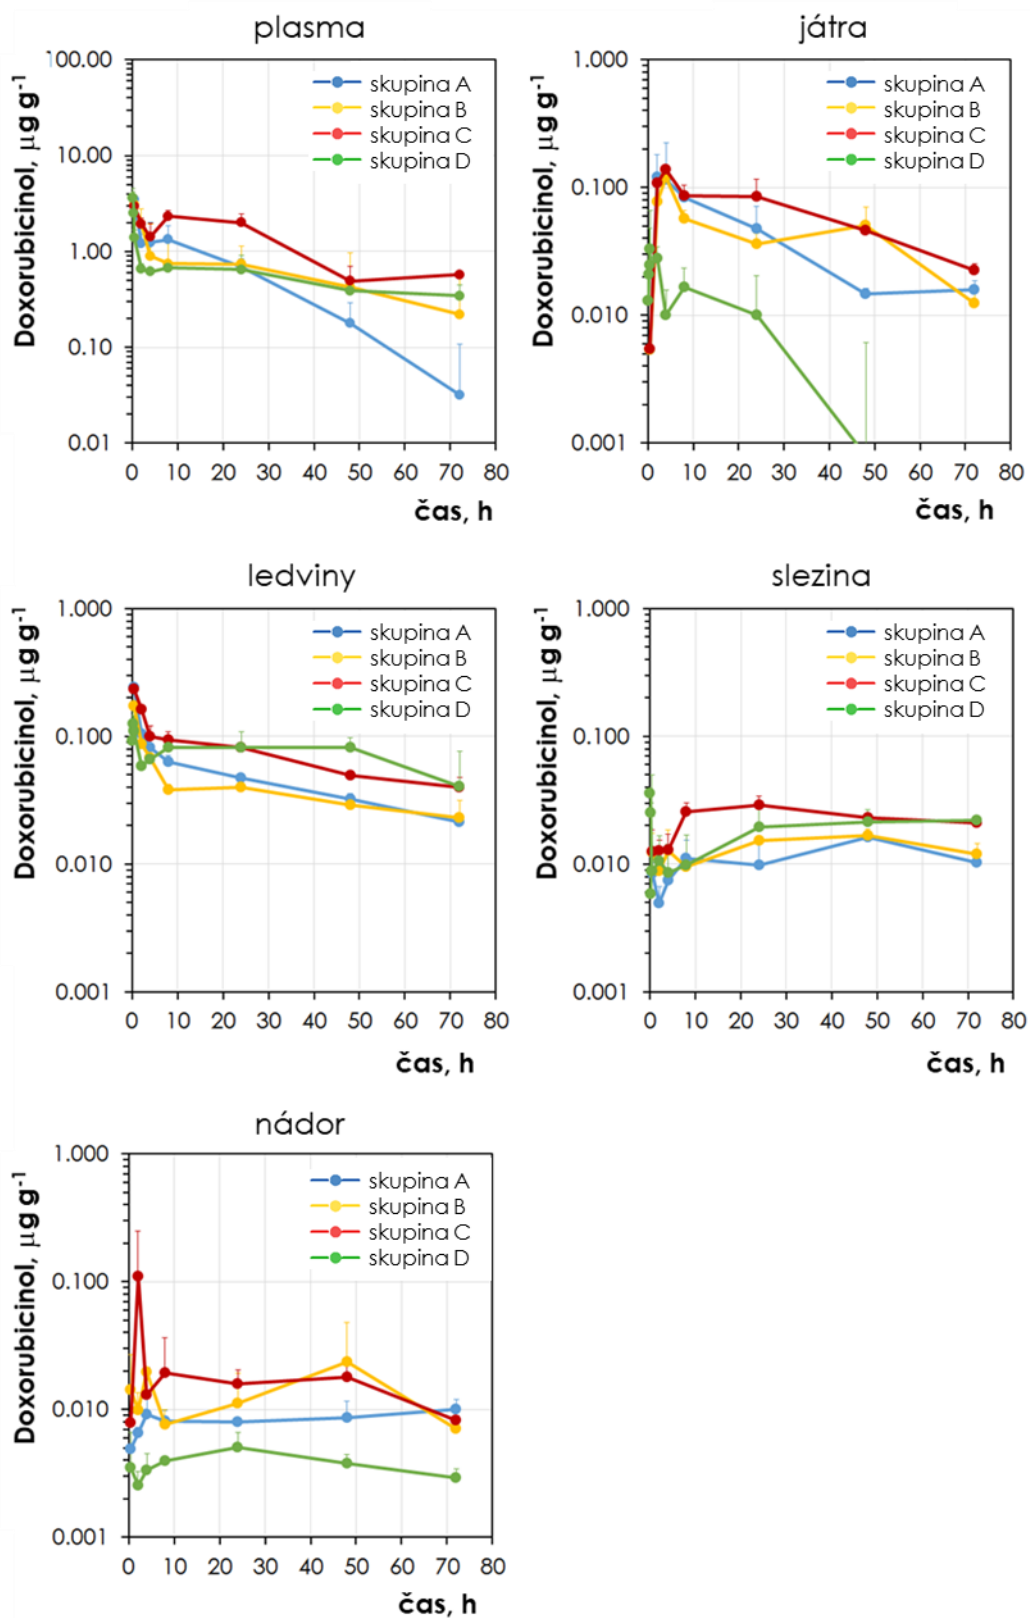 plasma
Doxorubicinol, µg g-1
100.00
10.00
1.00
0.10
0.01
skupina A
skupina B
skupina C
skupina D
0 10 20 30 40 50 60 70 80
čas, h
játra
Doxorubicinol, µg g-1
1.000
0.100
0.010
0.001
skupina A
skupina B
skupina C
skupina D
0 10 20 30 40 50 60 70 80
čas, h
ledviny
Doxorubicinol, µg g-1
1.000
0.100
0.010
0.001
skupina A
skupina B
skupina C
skupina D
0 10 20 30 40 50 60 70 80
čas, h
slezina
Doxorubicinol, µg g-1
1.000
0.100
0.010
0.001
skupina A
skupina B
skupina C
skupina D
0 10 20 30 40 50 60 70 80
čas, h
nádor
Doxorubicinol, µg g-1
1.000
0.100
0.010
0.001
skupina A
skupina B
skupina C
skupina D
0 10 20 30 40 50 60 70 80
čas, h